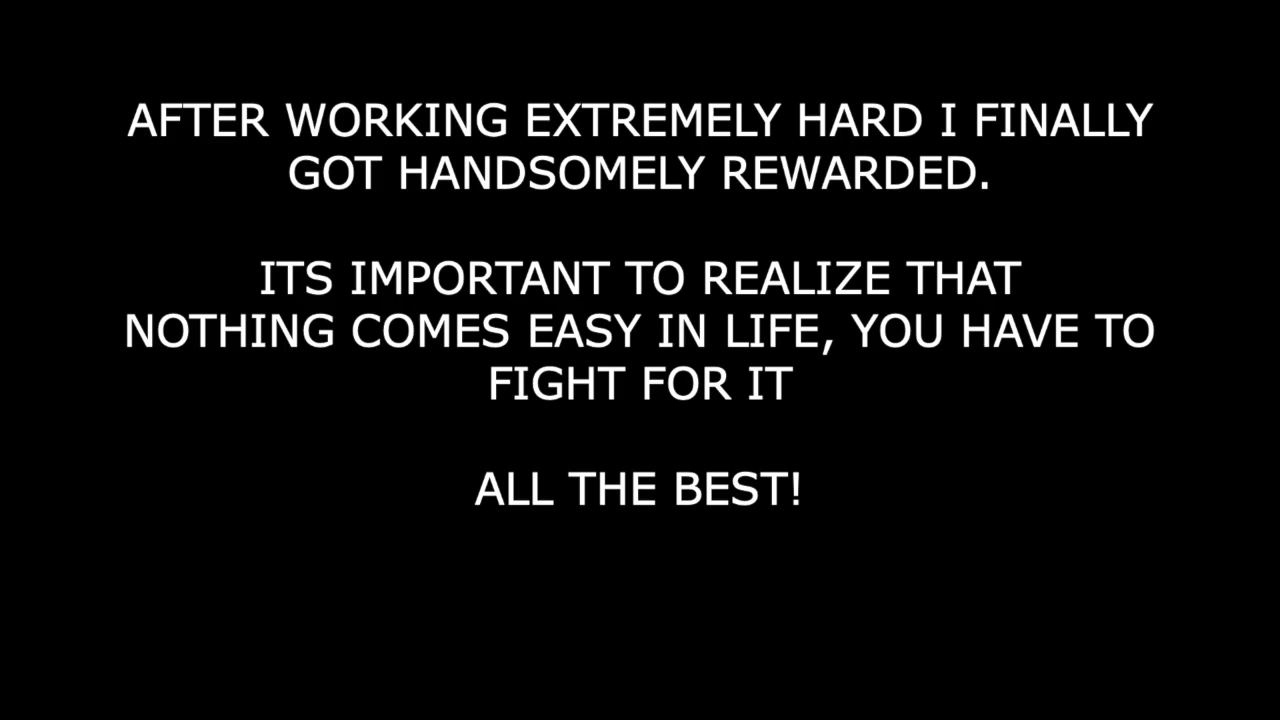 AFTER WORKING EXTREMELY HARD I FINALLY
GOT HANDSOMELY REWARDED.
ITS IMPORTANT TO REALIZE THAT
NOTHING COMES EASY IN LIFE, YOU HAVE TO
FIGHT FOR IT
ALL THE BEST!